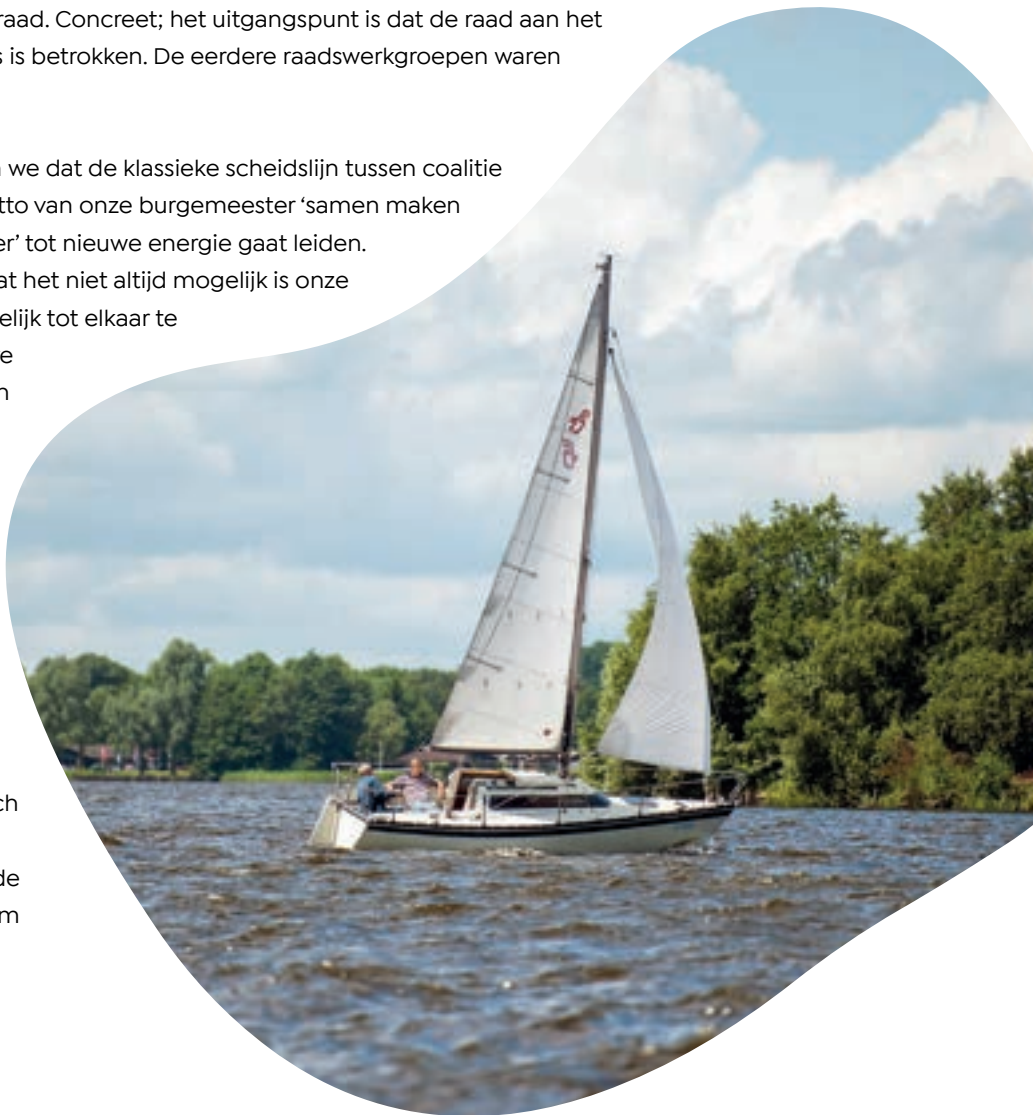 raad. Concreet; het uitgangspunt is dat de raad aan het
s is betrokken. De eerdere raadswerkgroepen waren
we dat de klassieke scheidslijn tussen coalitie
tto van onze burgemeester ‘samen maken
er’ tot nieuwe energie gaat leiden.
at het niet altijd mogelijk is onze
elijk tot elkaar te
e
n
ch
de
m